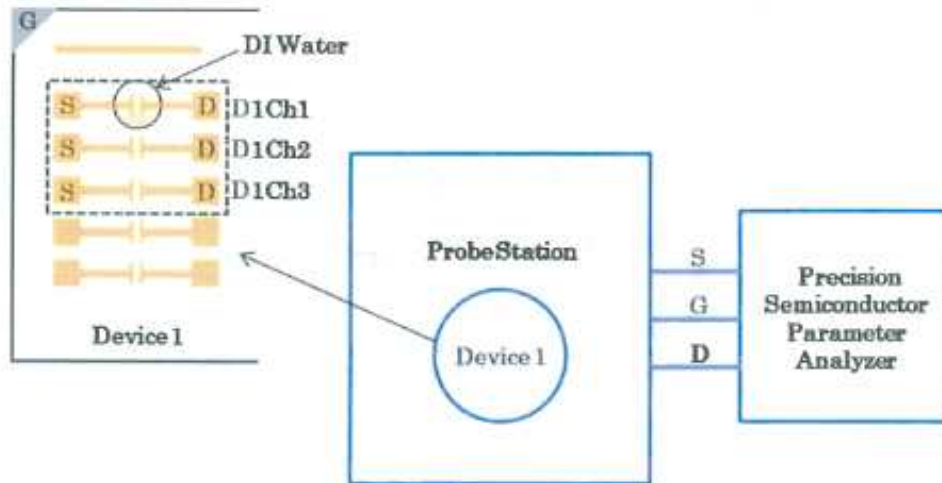 G
DI Water
S D D1Ch1
S D D1Ch2
S D D1Ch3
Device 1
ProbeStation
Device 1
S
G
D
Precision
Semiconductor
Parameter
Analyzer